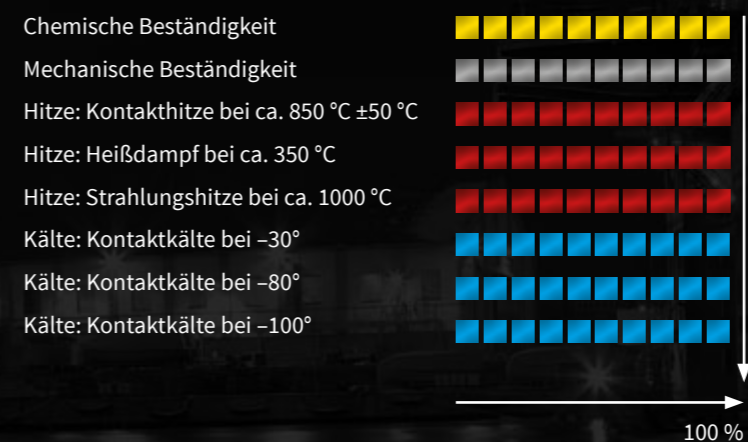 Chemische Beständigkeit
Mechanische Beständigkeit
Hitze: Kontakthitze bei ca. 850 °C ±50 °C
Hitze: Heißdampf bei ca. 350 °C
Hitze: Strahlungshitze bei ca. 1000 °C
Kälte: Kontaktkälte bei –30°
Kälte: Kontaktkälte bei –80°
Kälte: Kontaktkälte bei –100°
100 %